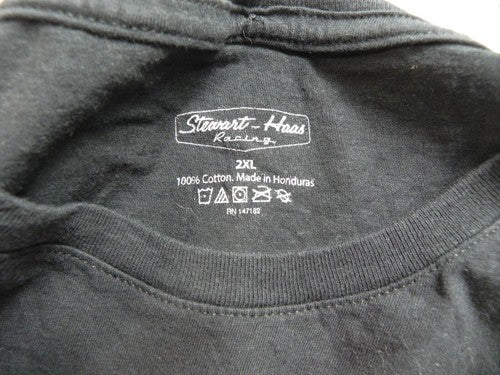 Stewart-Haas
Racing
2XL
100% Cotton. Made in Honduras
RN 147182